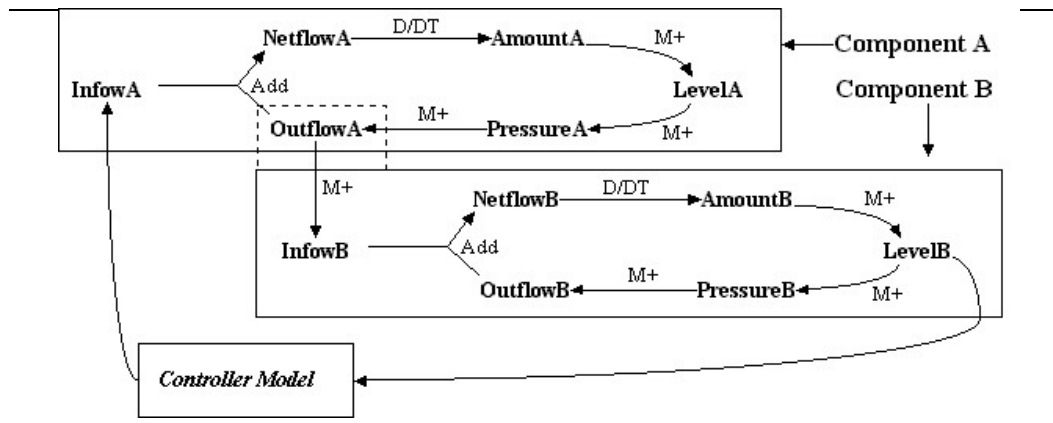 NetflowA D/DT AmountA M+
InfowA Add LevelA
OutflowA M+ PressureA M+
Component A
Component B
M+
NetflowB D/DT AmountB M+
InfowB Add LevelB
OutflowB M+ PressureB M+
Controller Model